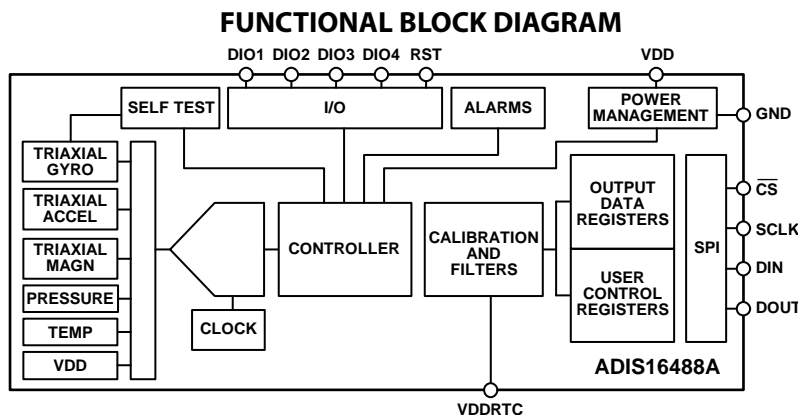 FUNCTIONAL BLOCK DIAGRAM
DIO1 DIO2 DIO3 DIO4 RST VDD
SELF TEST
I/O
ALARMS
POWER
MANAGEMENT
GND
TRIAXIAL
GYRO
TRIAXIAL
ACCEL
TRIAXIAL
MAGN
PRESSURE
TEMP
VDD
CLOCK
CONTROLLER
CALIBRATION
AND
FILTERS
OUTPUT
DATA
REGISTERS
USER
CONTROL
REGISTERS
SPI
CS
SCLK
DIN
DOUT
ADIS16488A
VDDRTC